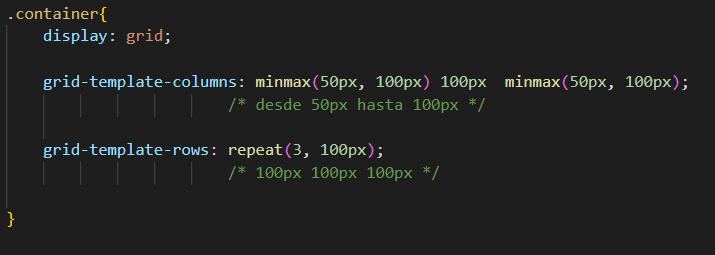 .container{
display: grid;
grid-template-columns: minmax(50px, 100px) 100px  minmax(50px, 100px);
/* desde 50px hasta 100px */
grid-template-rows: repeat(3, 100px);
/* 100px 100px 100px */
}